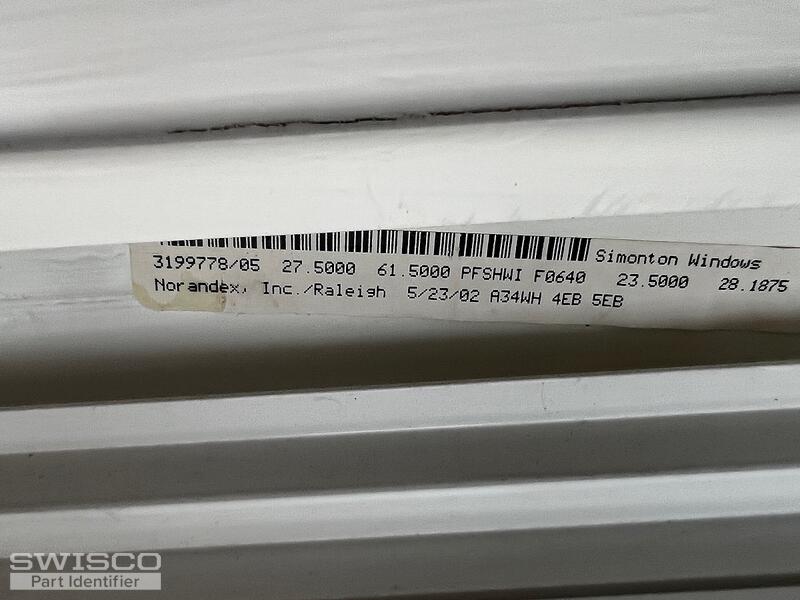 Simonton Windows
3199778/05 27.5000 61.5000 PFSHWI F0640 23.5000 28.1875
Norandex, Inc./Raleigh 5/23/02 A34WH 4EB 5EB
SWISCO
Part Identifier